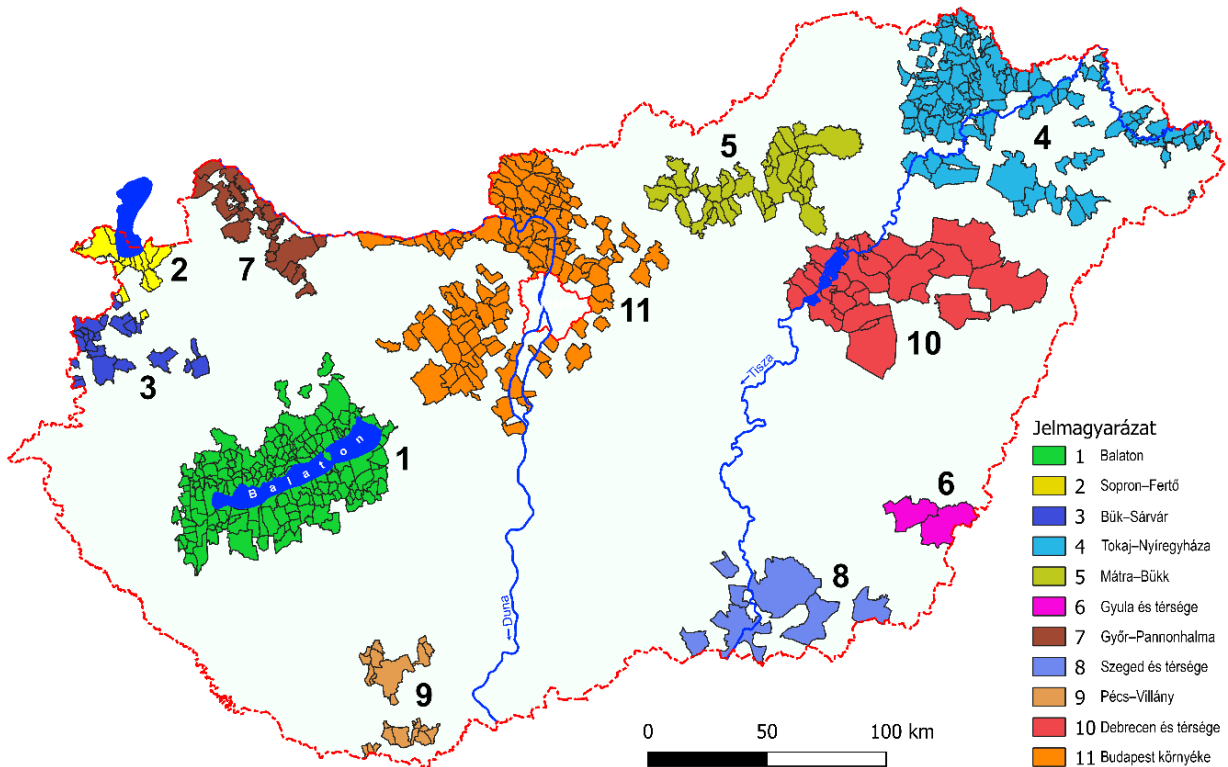 5
4
2
7
11
10
3
←Tisza
Balaton
1
6
8
←Duna
9
0 50 100 km
Jelmagyarázat
1 Balaton
2 Sopron–Fertő
3 Bük–Sárvár
4 Tokaj–Nyíregyháza
5 Mátra–Bükk
6 Gyula és térsége
7 Győr–Pannonhalma
8 Szeged és térsége
9 Pécs–Villány
10 Debrecen és térsége
11 Budapest környéke